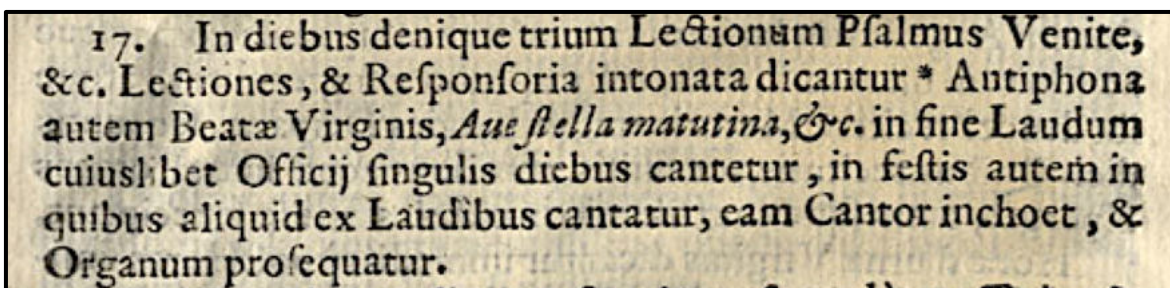 17. In diebus denique trium Lectionum Pſalmus Venite,
&c. Lectiones, & Reſponſoria intonata dicantur * Antiphona
autem Beatæ Virginis, Aue ſtella matutina, &c. in fine Laudum
cuiuslibet Officij ſingulis diebus cantetur, in feſtis autem in
quibus aliquid ex Laudibus cantatur, eam Cantor inchoet, &
Organum proſequatur.